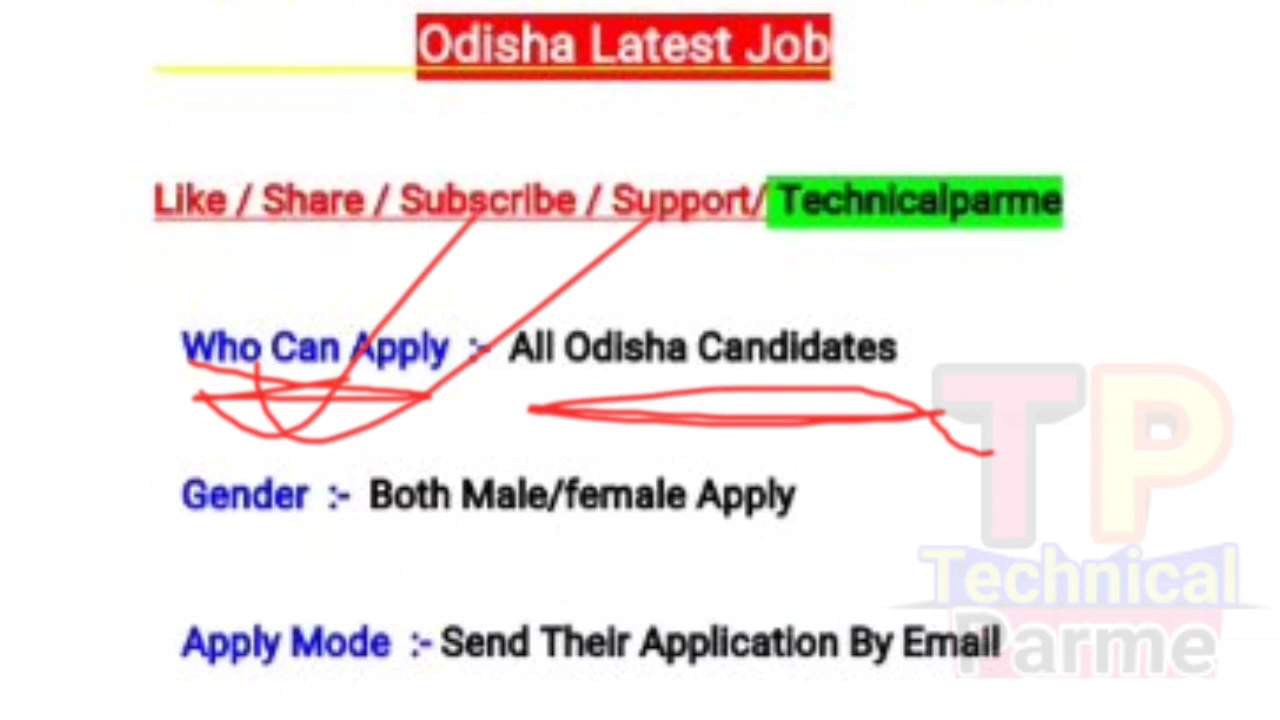 Odisha Latest Job
Like / Share / Subscribe / Support/ Technicalparme
Who Can Apply :- All Odisha Candidates
Gender :- Both Male/female Apply
Apply Mode :- Send Their Application By Email
TP
Technical
Parme